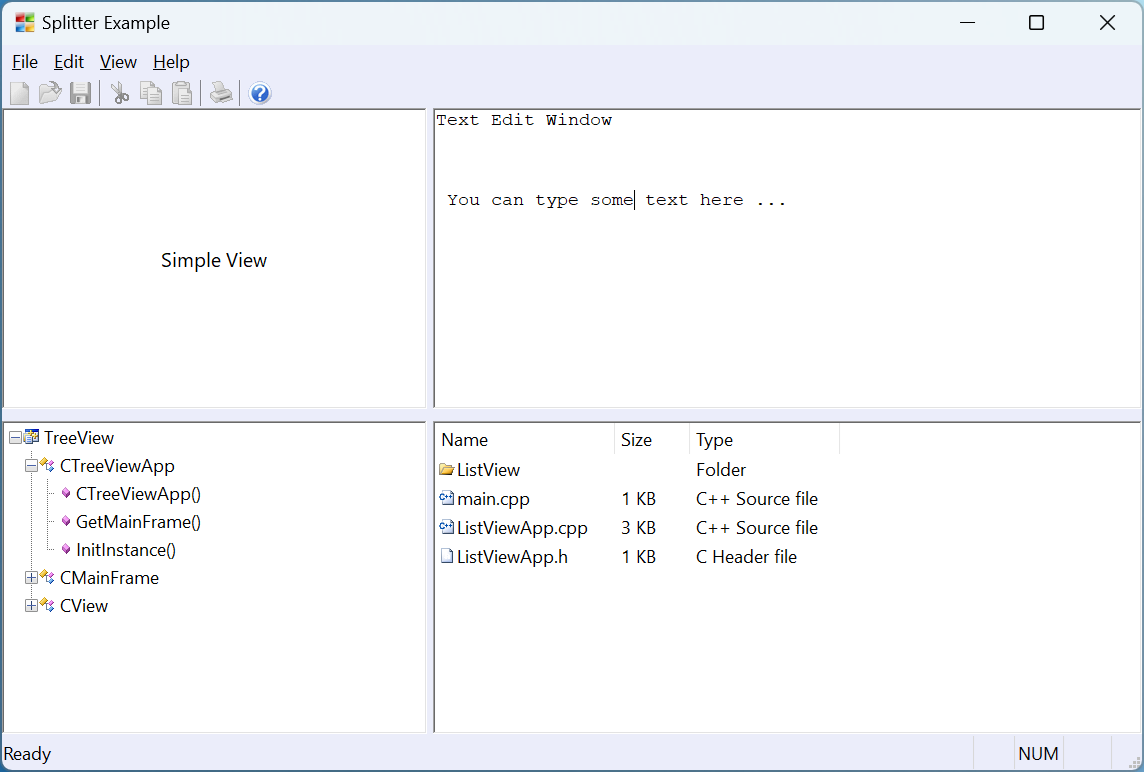 Splitter Example
File Edit View Help
Simple View
Text Edit Window
You can type some text here ...
TreeView
CTreeViewApp
CTreeViewApp()
GetMainFrame()
InitInstance()
CMainFrame
CView
Name Size Type
ListView Folder
main.cpp 1 KB C++ Source file
ListViewApp.cpp 3 KB C++ Source file
ListViewApp.h 1 KB C Header file
Ready NUM